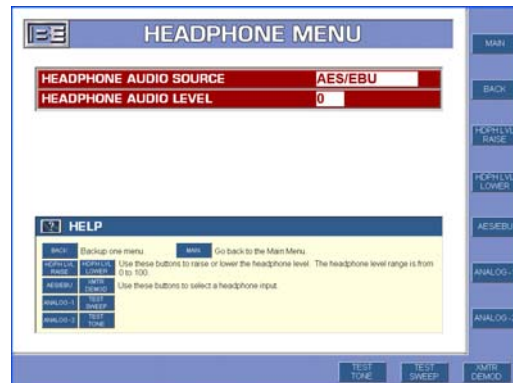 HEADPHONE MENU
HEADPHONE AUDIO SOURCE AES/EBU
HEADPHONE AUDIO LEVEL 0
? HELP
BACK Backup one menu. MAIN Go back to the Main Menu.
HDPH LVL RAISE HDPH LVL LOWER Use these buttons to raise or lower the headphone level. The headphone level range is from
0 to 100.
AES/EBU XMTR DEMOD Use these buttons to select a headphone input.
ANALOG-1 TEST SWEEP
ANALOG-2 TEST TONE
MAIN
BACK
HDPH LVL
RAISE
HDPH LVL
LOWER
AES/EBU
ANALOG-
ANALOG-
TEST
TONE
TEST
SWEEP
XMTR
DEMOD